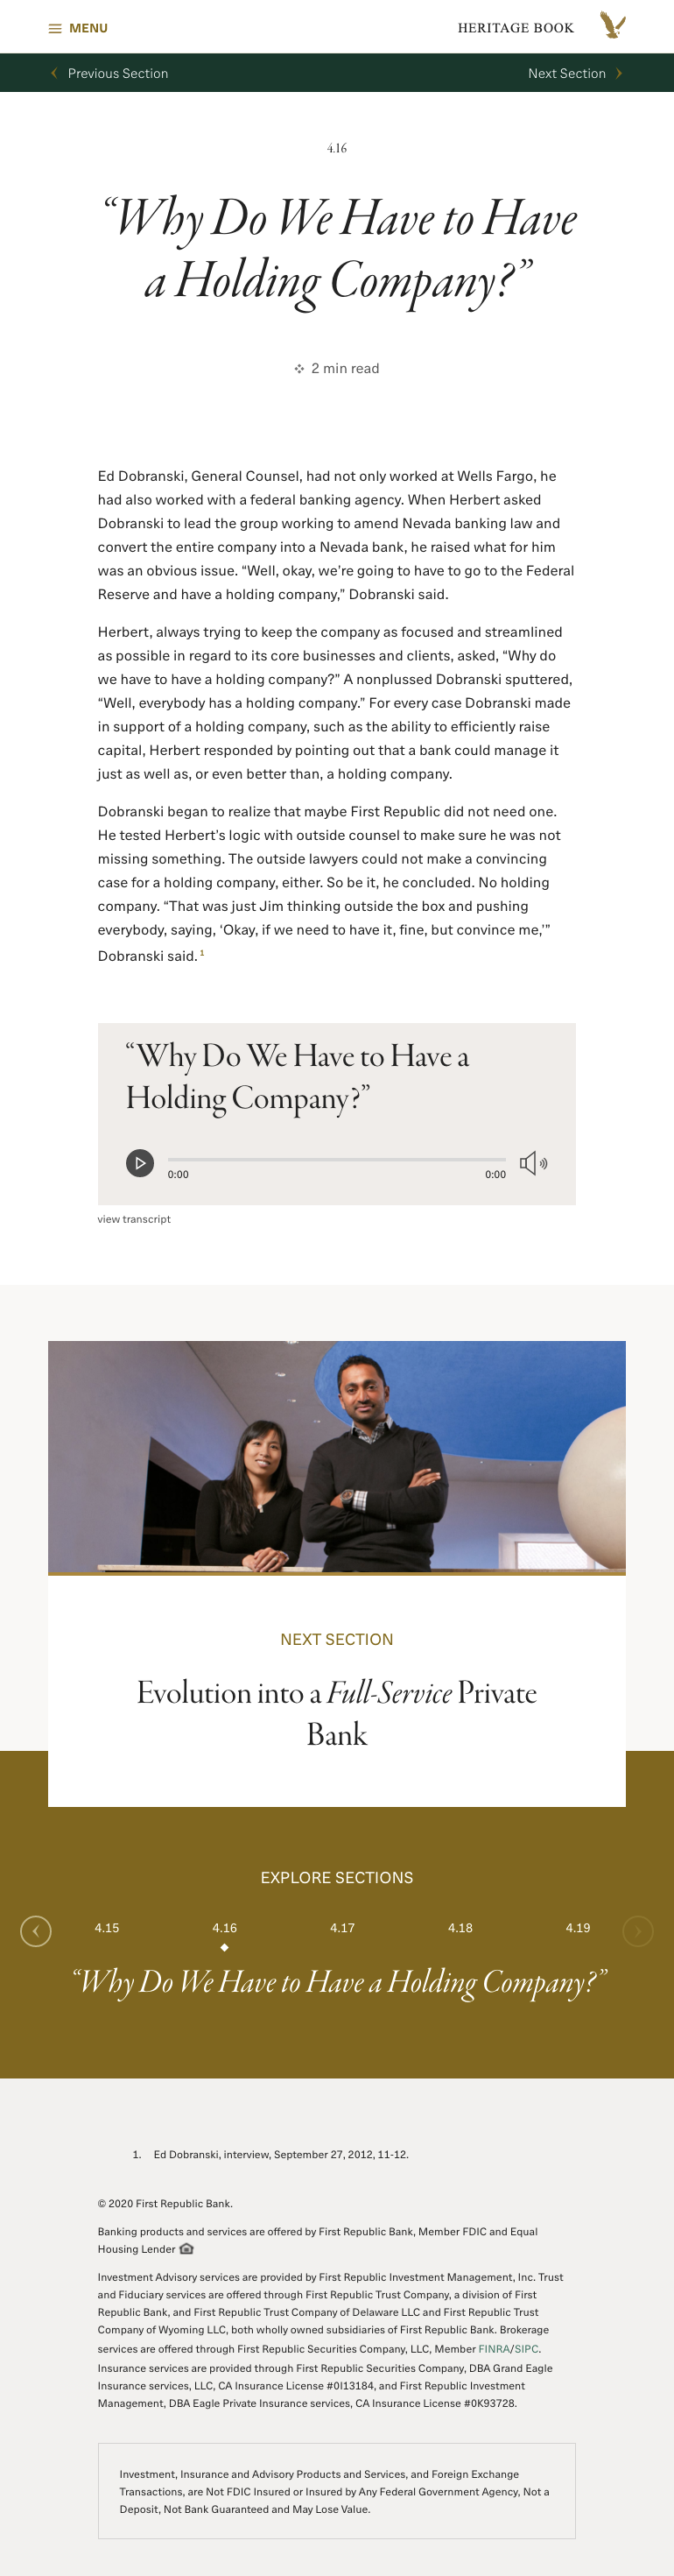 MENU
HERITAGE BOOK
Previous Section
Next Section
4.16
“Why Do We Have to Have
a Holding Company?”
2 min read
Ed Dobranski, General Counsel, had not only worked at Wells Fargo, he
had also worked with a federal banking agency. When Herbert asked
Dobranski to lead the group working to amend Nevada banking law and
convert the entire company into a Nevada bank, he raised what for him
was an obvious issue. “Well, okay, we’re going to have to go to the Federal
Reserve and have a holding company,” Dobranski said.
Herbert, always trying to keep the company as focused and streamlined
as possible in regard to its core businesses and clients, asked, “Why do
we have to have a holding company?” A nonplussed Dobranski sputtered,
“Well, everybody has a holding company.” For every case Dobranski made
in support of a holding company, such as the ability to efficiently raise
capital, Herbert responded by pointing out that a bank could manage it
just as well as, or even better than, a holding company.
Dobranski began to realize that maybe First Republic did not need one.
He tested Herbert’s logic with outside counsel to make sure he was not
missing something. The outside lawyers could not make a convincing
case for a holding company, either. So be it, he concluded. No holding
company. “That was just Jim thinking outside the box and pushing
everybody, saying, ‘Okay, if we need to have it, fine, but convince me,’”
Dobranski said. 1
“Why Do We Have to Have a
Holding Company?”
0:00
0:00
view transcript
NEXT SECTION
Evolution into a Full-Service Private
Bank
EXPLORE SECTIONS
4.15
4.16
4.17
4.18
4.19
“Why Do We Have to Have a Holding Company?”
1. Ed Dobranski, interview, September 27, 2012, 11-12.
© 2020 First Republic Bank.
Banking products and services are offered by First Republic Bank, Member FDIC and Equal
Housing Lender
Investment Advisory services are provided by First Republic Investment Management, Inc. Trust
and Fiduciary services are offered through First Republic Trust Company, a division of First
Republic Bank, and First Republic Trust Company of Delaware LLC and First Republic Trust
Company of Wyoming LLC, both wholly owned subsidiaries of First Republic Bank. Brokerage
services are offered through First Republic Securities Company, LLC, Member FINRA/SIPC.
Insurance services are provided through First Republic Securities Company, DBA Grand Eagle
Insurance services, LLC, CA Insurance License #0I13184, and First Republic Investment
Management, DBA Eagle Private Insurance services, CA Insurance License #0K93728.
Investment, Insurance and Advisory Products and Services, and Foreign Exchange
Transactions, are Not FDIC Insured or Insured by Any Federal Government Agency, Not a
Deposit, Not Bank Guaranteed and May Lose Value.